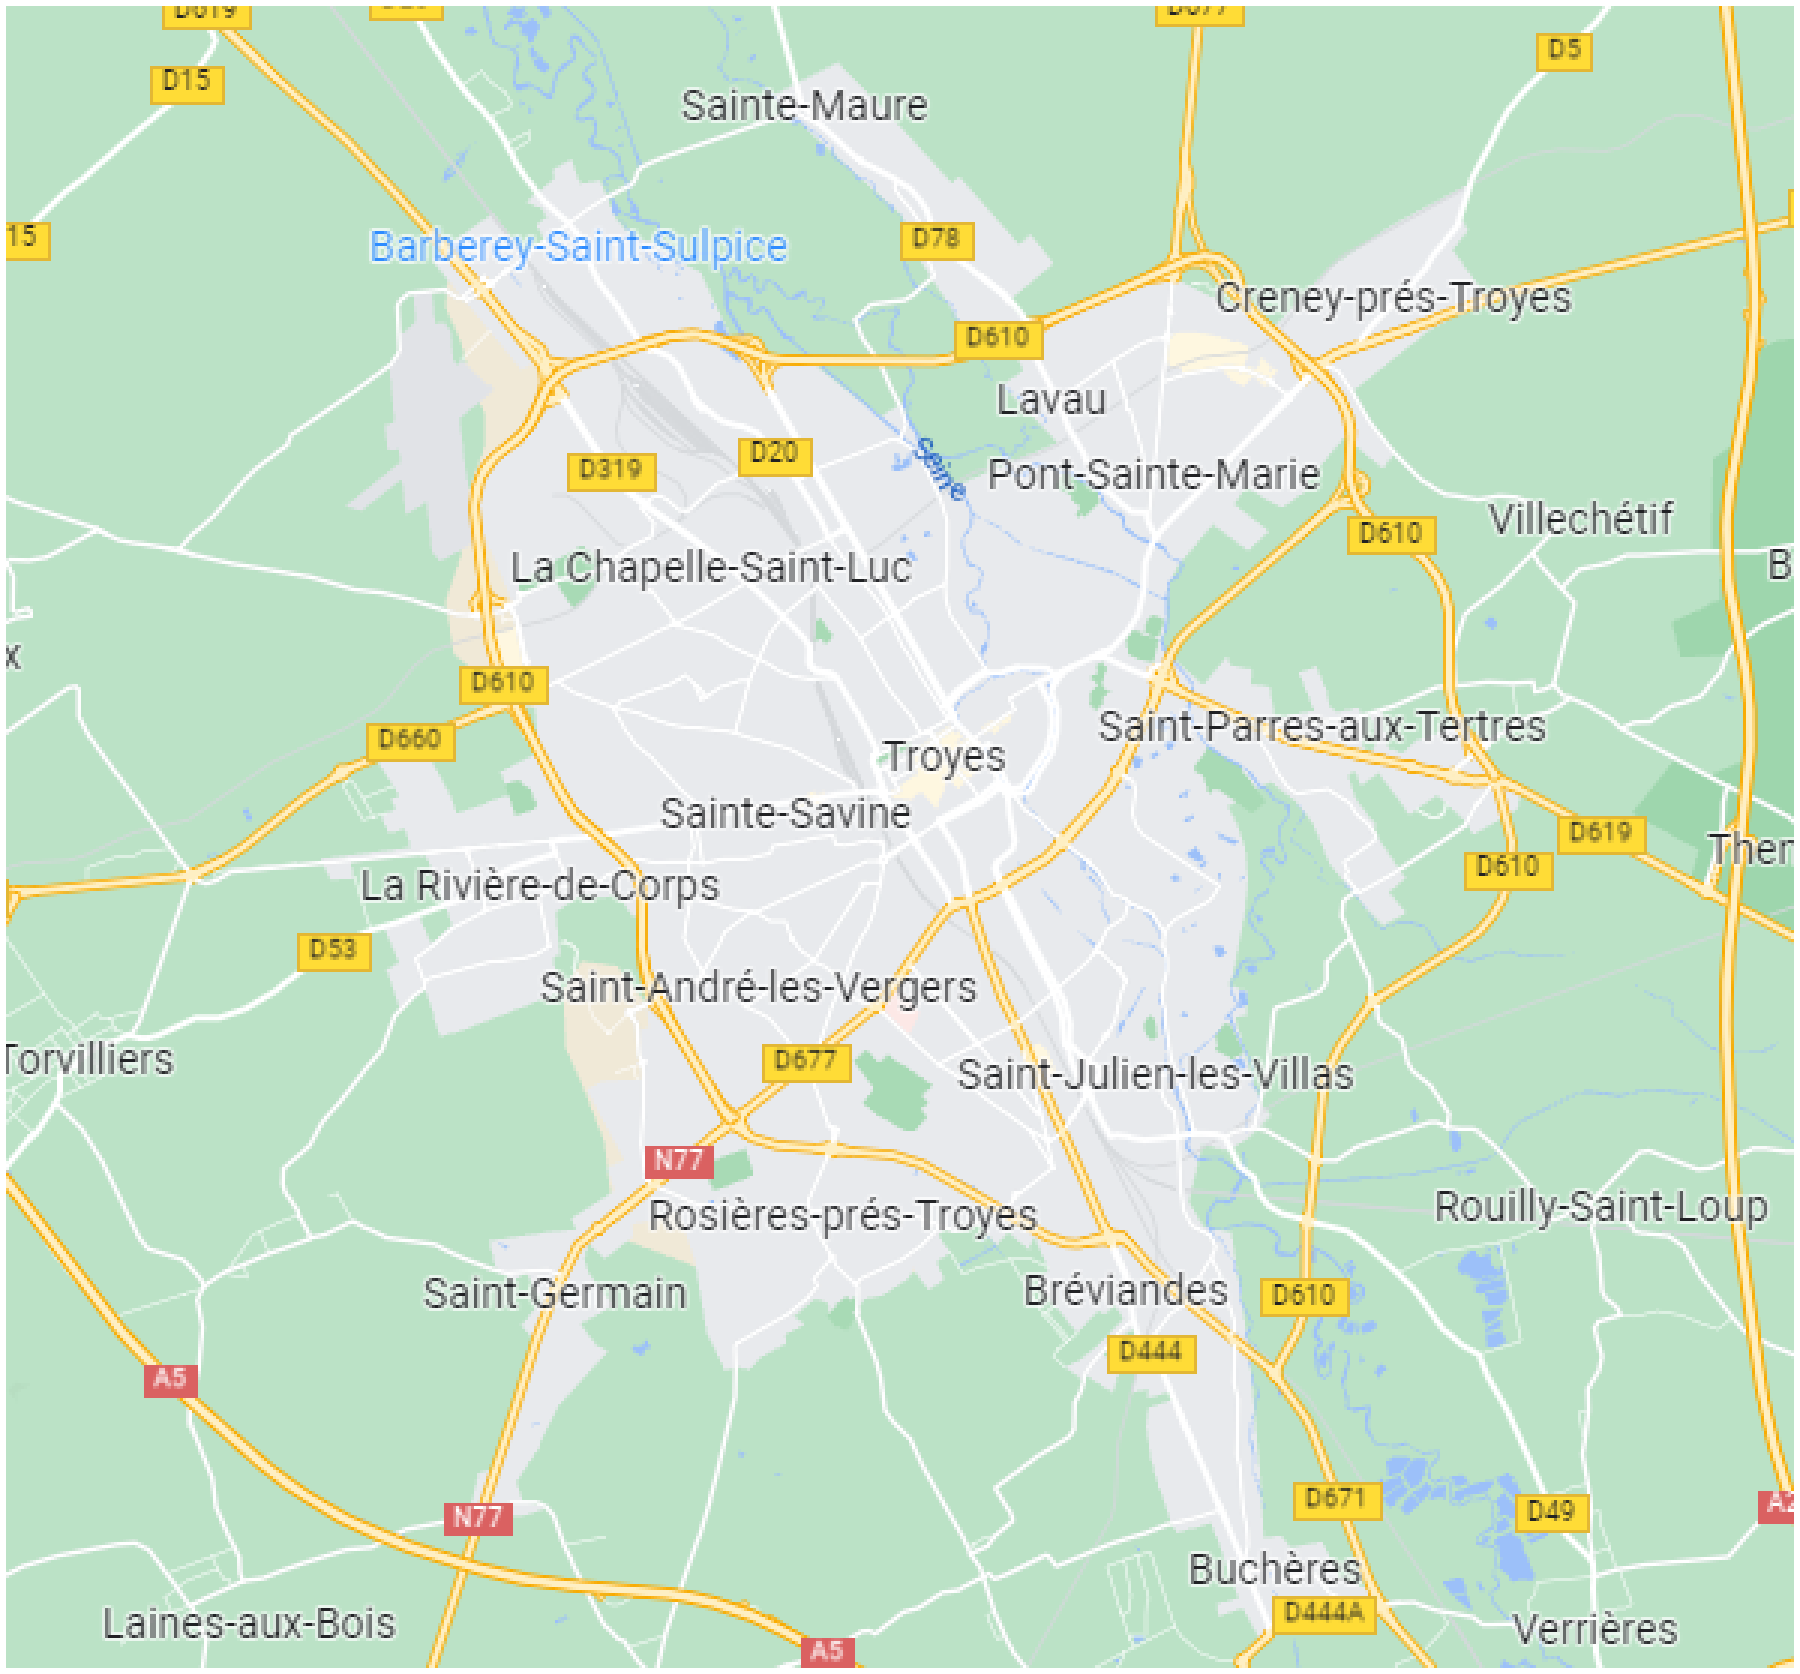 D619
D677
D5
D15
Sainte-Maure
15
D78
Barberey-Saint-Sulpice
Creney-prés-Troyes
D610
Lavau
D20
D319
Pont-Sainte-Marie
Villechétif
D610
La Chapelle-Saint-Luc
Seine
B
x
D610
D660
Saint-Parres-aux-Tertres
Troyes
Sainte-Savine
D619
Ther
D610
La Rivière-de-Corps
D53
Saint-André-les-Vergers
Torvilliers
D677
Saint-Julien-les-Villas
N77
Rosières-prés-Troyes
Rouilly-Saint-Loup
Saint-Germain
Bréviandes
D610
D444
A5
D671
D49
A2
N77
Buchères
D444A
Laines-aux-Bois
Verrières
A5